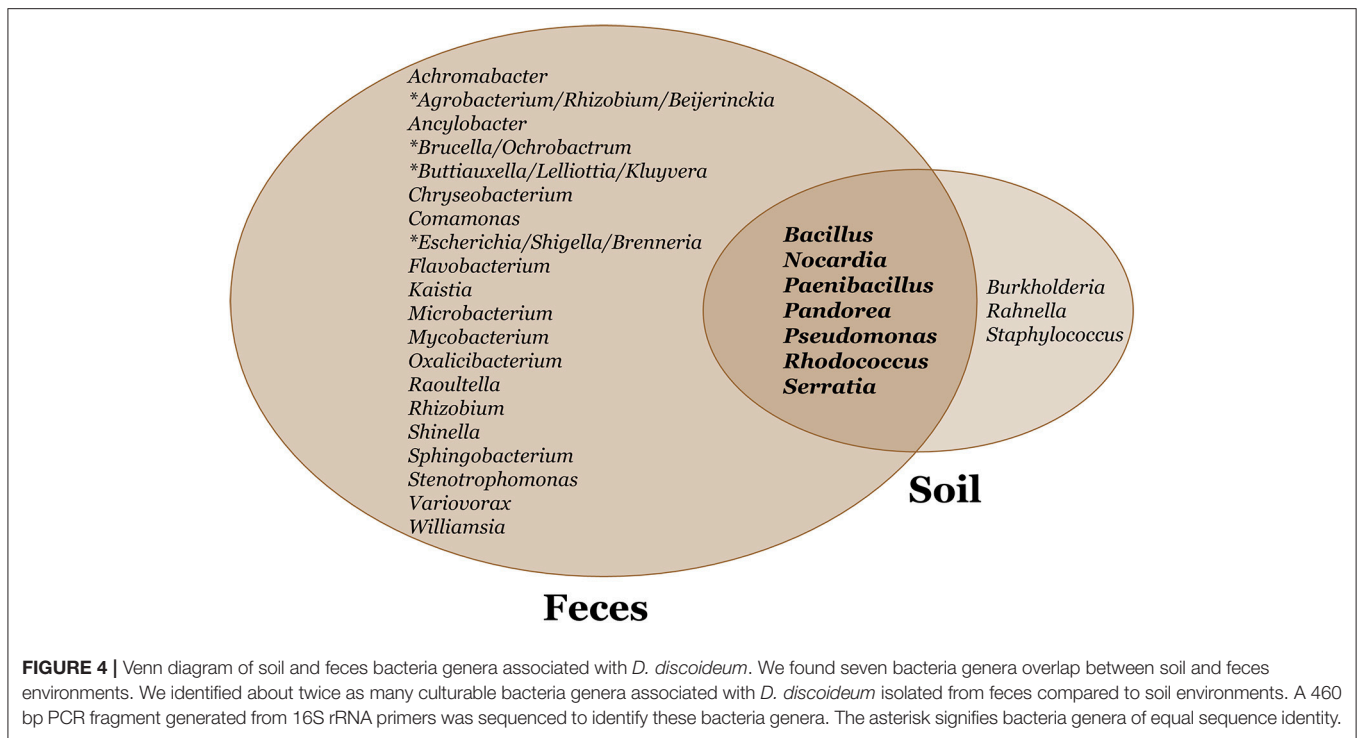 Achromabacter
*Agrobacterium/Rhizobium/Beijerinckia
Ancylobacter
*Brucella/Ochrobactrum
*Buttiauxella/Lelliottia/Kluyvera
Chryseobacterium
Comamonas
*Escherichia/Shigella/Brenneria
Flavobacterium
Kaistia
Microbacterium
Mycobacterium
Oxalicibacterium
Raoultella
Rhizobium
Shinella
Sphingobacterium
Stenotrophomonas
Variovorax
Williamsia
Bacillus
Nocardia
Paenibacillus
Pandorea
Pseudomonas
Rhodococcus
Serratia
Burkholderia
Rahnella
Staphylococcus
Soil
Feces
FIGURE 4 | Venn diagram of soil and feces bacteria genera associated with D. discoideum. We found seven bacteria genera overlap between soil and feces
environments. We identified about twice as many culturable bacteria genera associated with D. discoideum isolated from feces compared to soil environments. A 460
bp PCR fragment generated from 16S rRNA primers was sequenced to identify these bacteria genera. The asterisk signifies bacteria genera of equal sequence identity.